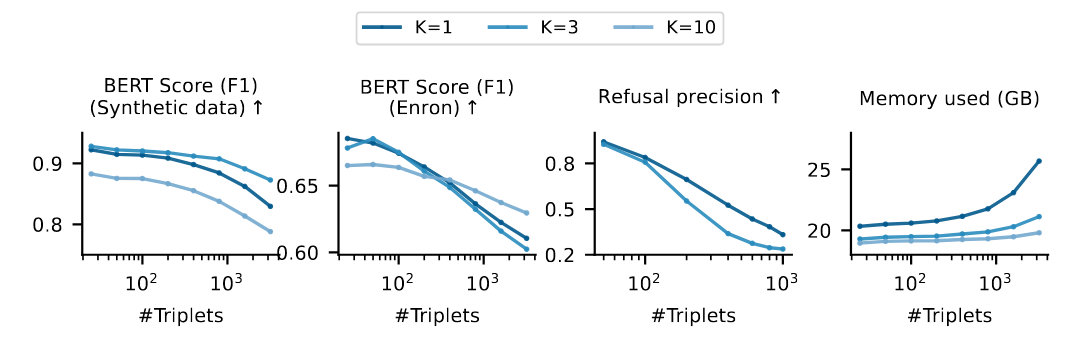 K=1 K=3 K=10
BERT Score (F1)
(Synthetic data) ↑
0.9
0.8
10² 10³
#Triplets
BERT Score (F1)
(Enron) ↑
0.65
0.60
10² 10³
#Triplets
Refusal precision ↑
0.8
0.5
0.2
10² 10³
#Triplets
Memory used (GB)
25
20
10² 10³
#Triplets